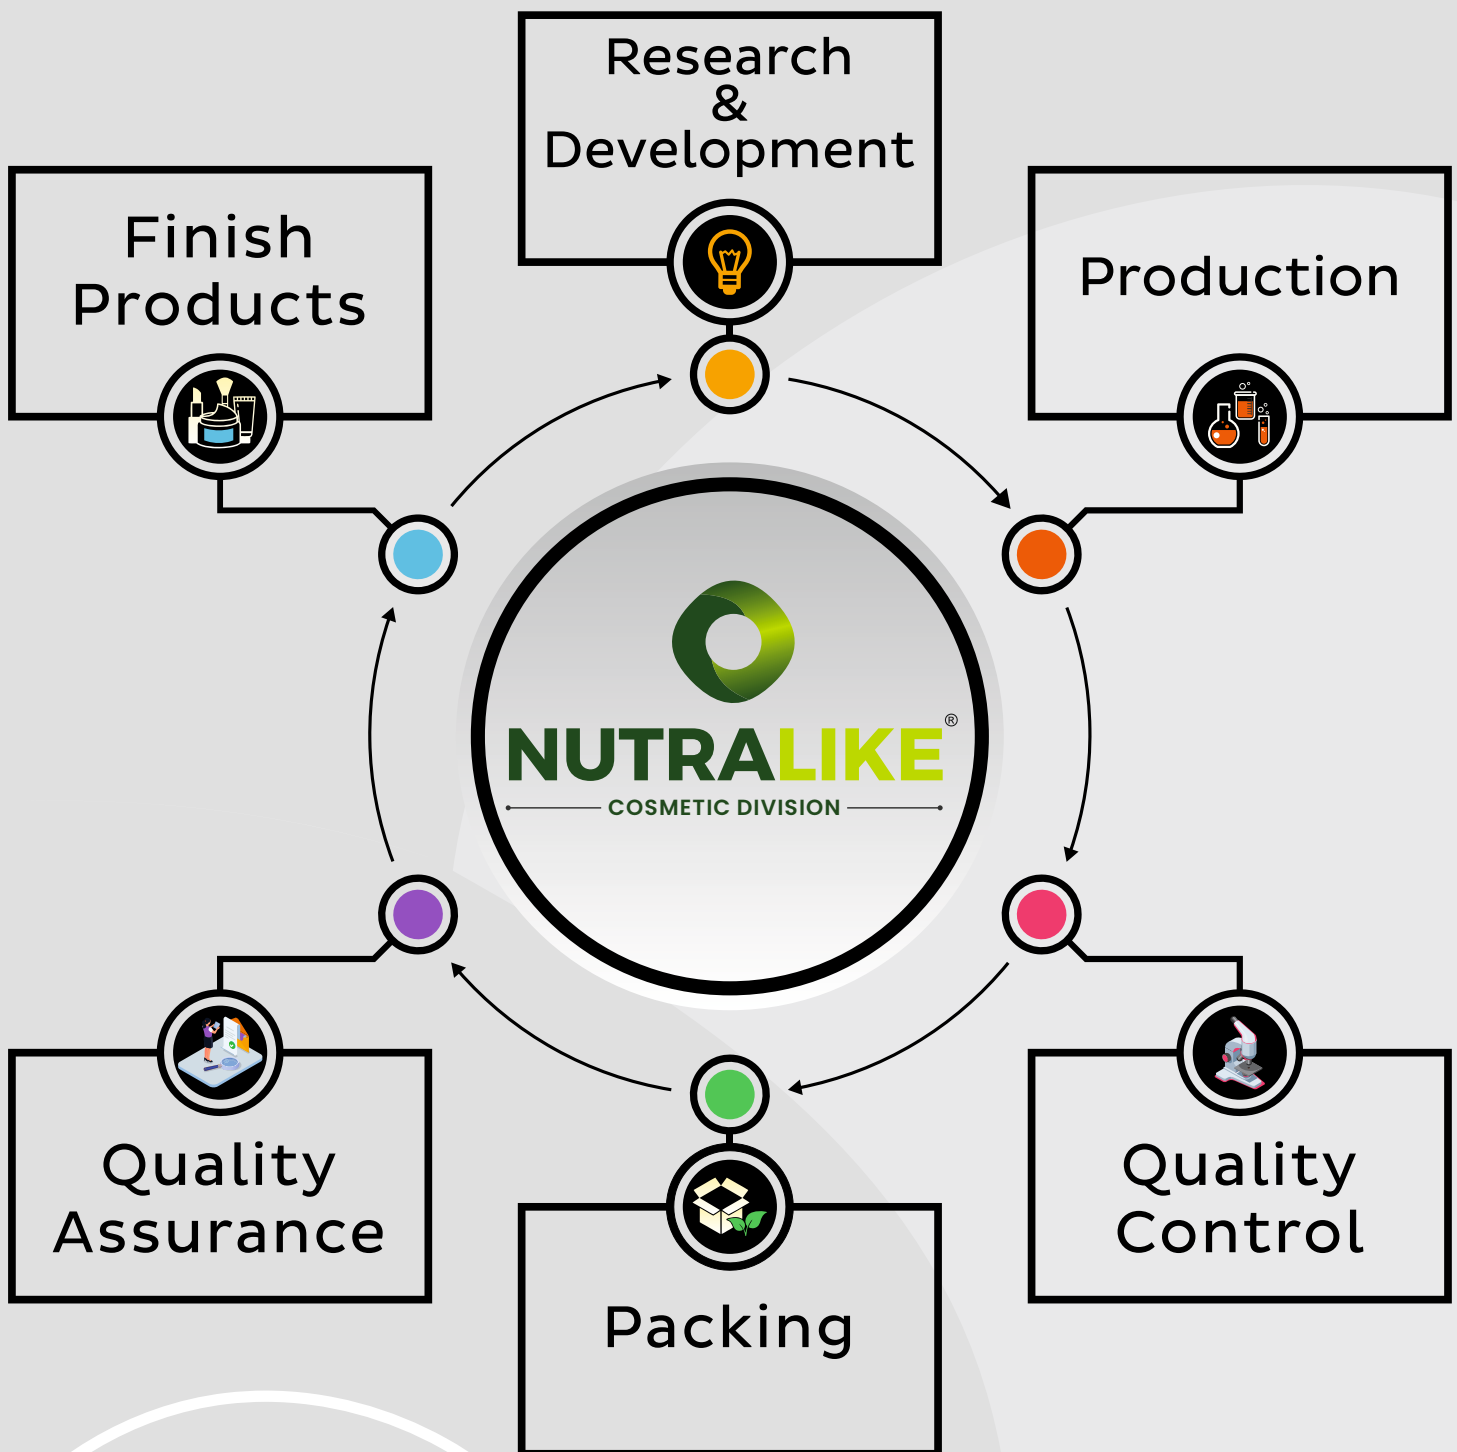 Research
&
Development
Finish
Products
Production
NUTRALIKE®
COSMETIC DIVISION
Quality
Assurance
Quality
Control
Packing